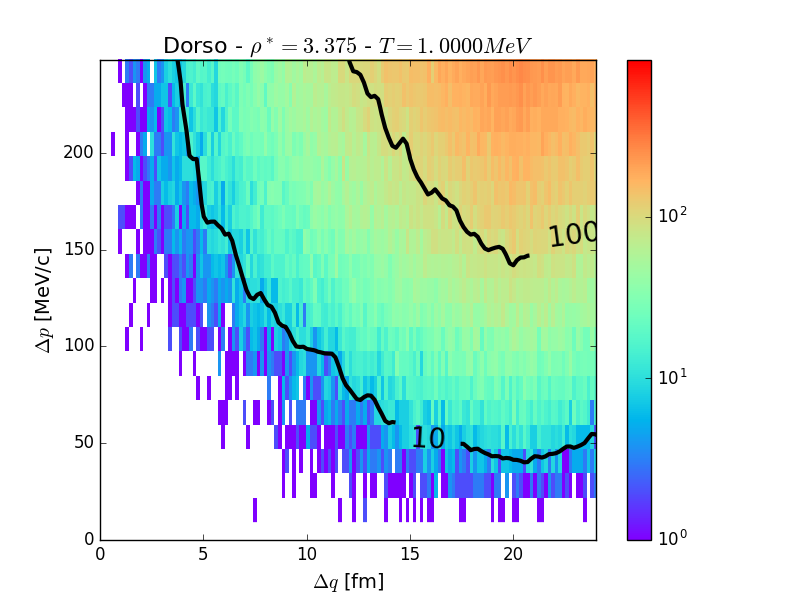 Dorso - ρ* = 3.375 - T = 1.0000MeV
200
150
100
50
0
Δp [MeV/c]
0 5 10 15 20
Δq [fm]
100
10
10²
10¹
10⁰